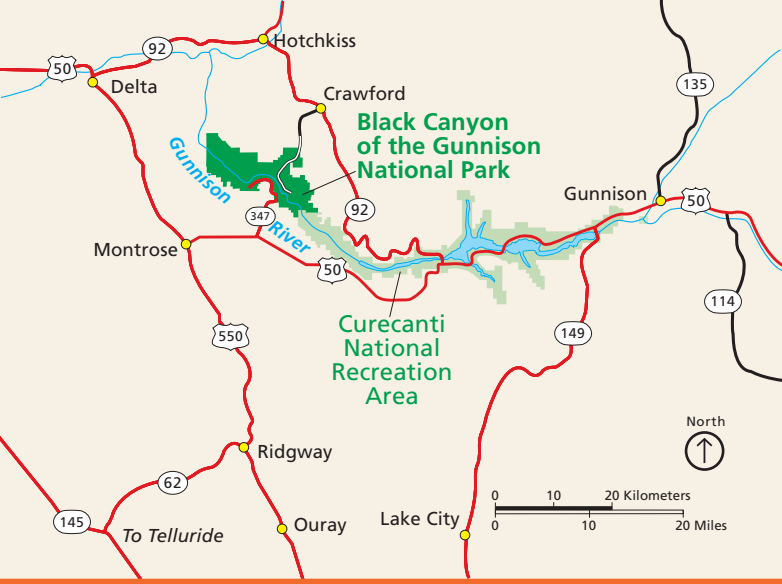 Hotchkiss
92
50
135
Delta
Crawford
Black Canyon
of the Gunnison
National Park
Gunnison
Gunnison
50
92
347
River
Montrose
50
114
Curecanti
National
Recreation
Area
550
149
North
Ridgway
62
0 10 20 Kilometers
0 10 20 Miles
145
To Telluride
Ouray
Lake City